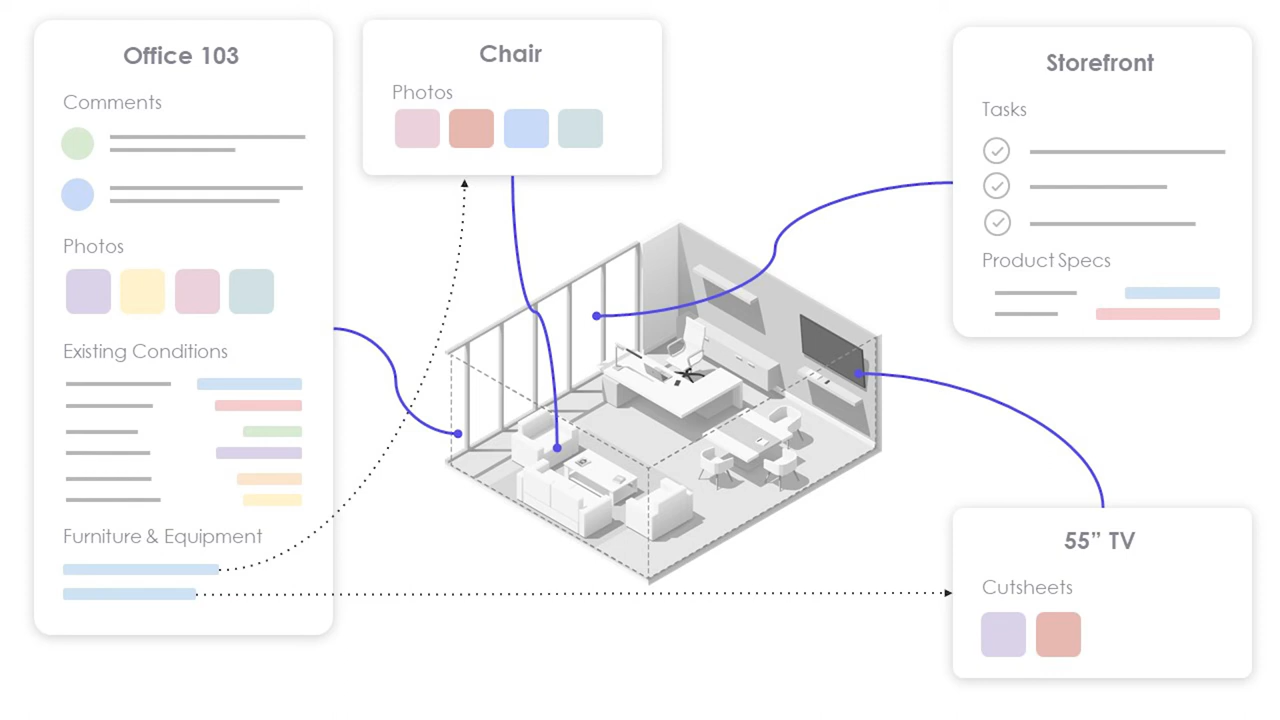 Office 103
Comments
Photos
Existing Conditions
Furniture & Equipment
Chair
Photos
Storefront
Tasks
Product Specs
55” TV
Cutsheets